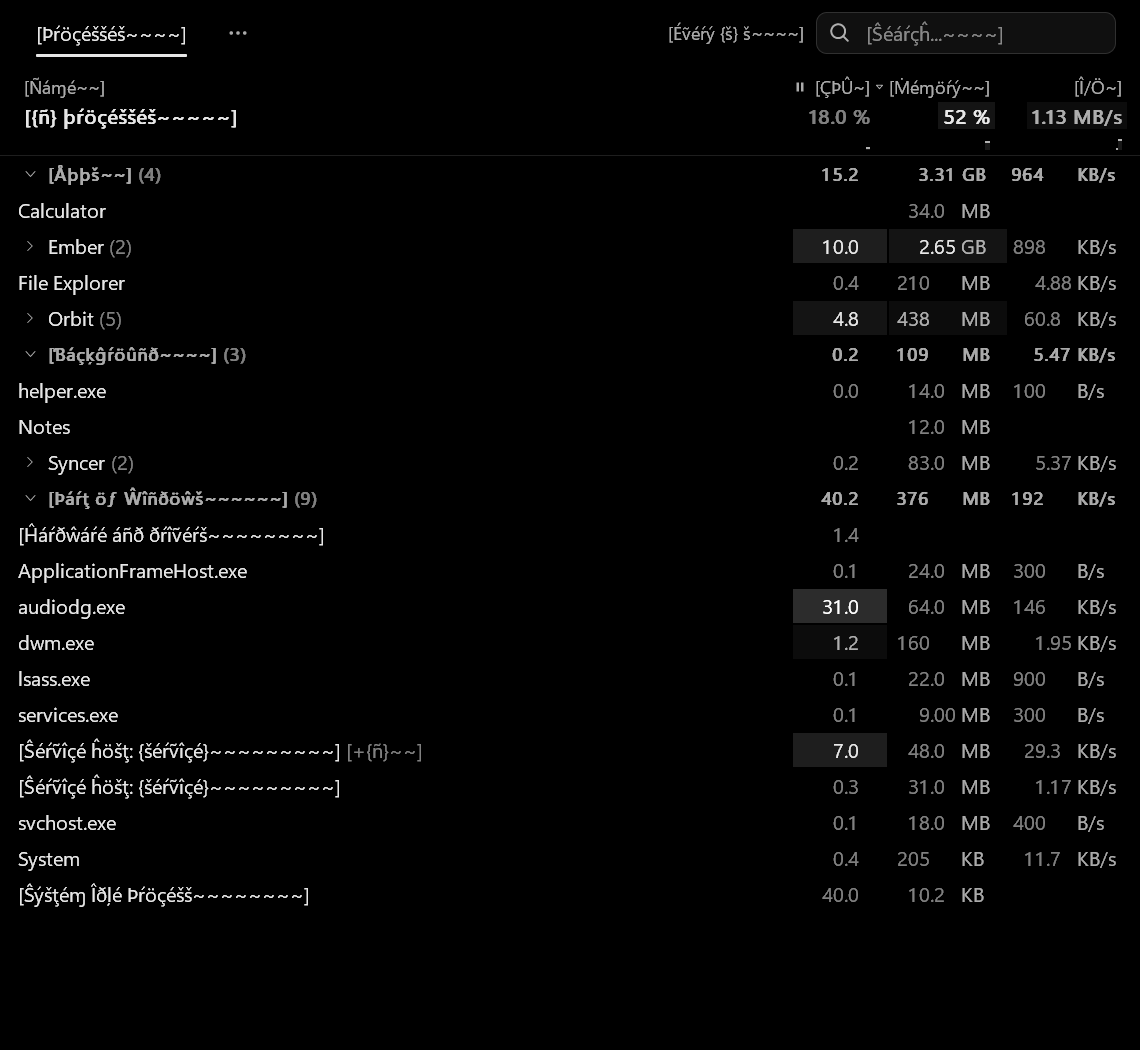 [Þŕöçéššéš~~~~] ··· [Éṽéŕý {š} š~~~~] [Ŝéáŕçĥ...~~~~]
[Ñáɱé~~] [ÇÞÛ~] [Ṁéɱöŕý~~] [Î/Ö~]
[{ñ} þŕöçéššéš~~~~~] 18.0 % 52 % 1.13 MB/s
[Åþþš~~] (4) 15.2 3.31 GB 964 KB/s
Calculator 34.0 MB
Ember (2) 10.0 2.65 GB 898 KB/s
File Explorer 0.4 210 MB 4.88 KB/s
Orbit (5) 4.8 438 MB 60.8 KB/s
[Ɓáçķĝŕöûñð~~~~] (3) 0.2 109 MB 5.47 KB/s
helper.exe 0.0 14.0 MB 100 B/s
Notes 12.0 MB
Syncer (2) 0.2 83.0 MB 5.37 KB/s
[Þáŕţ öƒ Ŵîñðöŵš~~~~~~] (9) 40.2 376 MB 192 KB/s
[Ĥáŕðŵáŕé áñð ðŕîṽéŕš~~~~~~~~] 1.4
ApplicationFrameHost.exe 0.1 24.0 MB 300 B/s
audiodg.exe 31.0 64.0 MB 146 KB/s
dwm.exe 1.2 160 MB 1.95 KB/s
lsass.exe 0.1 22.0 MB 900 B/s
services.exe 0.1 9.00 MB 300 B/s
[Ŝéŕṽîçé ĥöšţ: {šéŕṽîçé}~~~~~~~~~] [+{ñ}~~] 7.0 48.0 MB 29.3 KB/s
[Ŝéŕṽîçé ĥöšţ: {šéŕṽîçé}~~~~~~~~~] 0.3 31.0 MB 1.17 KB/s
svchost.exe 0.1 18.0 MB 400 B/s
System 0.4 205 KB 11.7 KB/s
[Ŝýšţéɱ Îðļé Þŕöçéšš~~~~~~~~] 40.0 10.2 KB